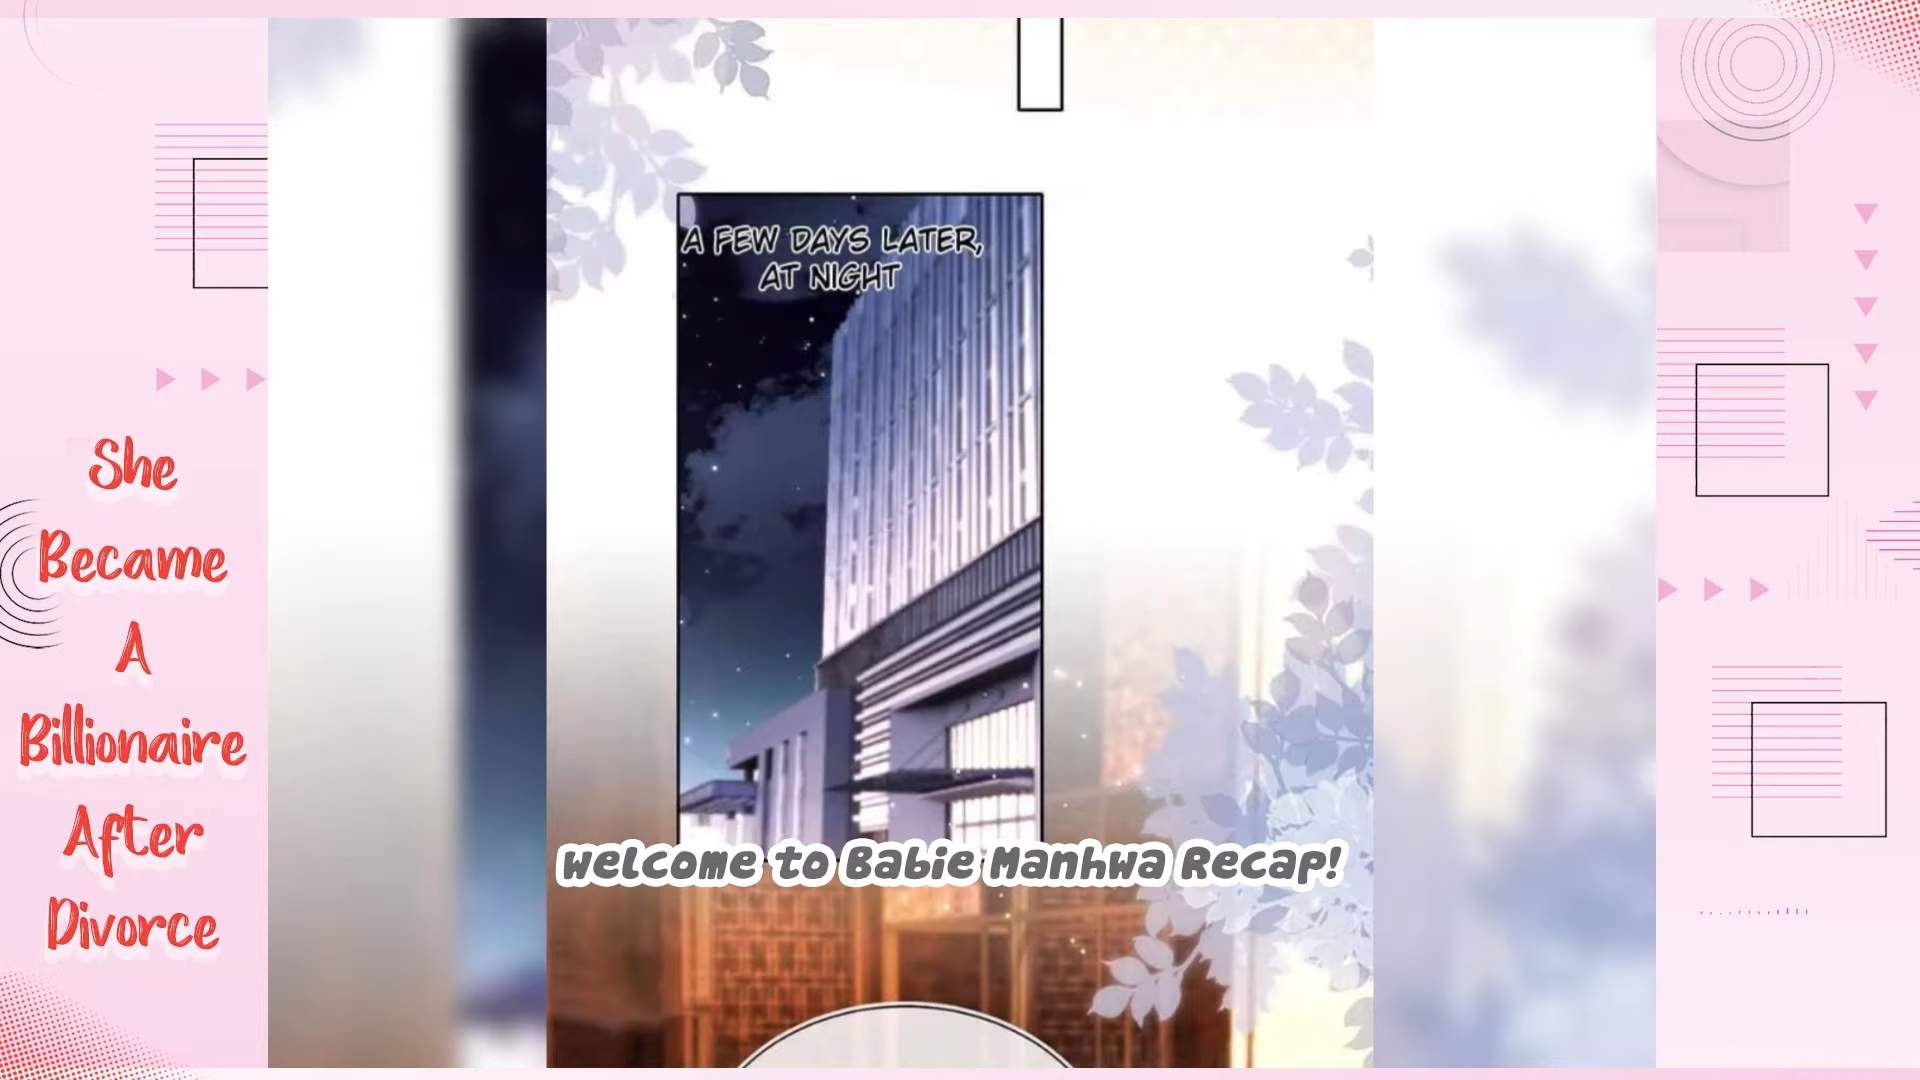 A FEW DAYS LATER,
AT NIGHT
She
Became
A
Billionaire
After
Divorce
welcome to Babie Manhwa Recap!